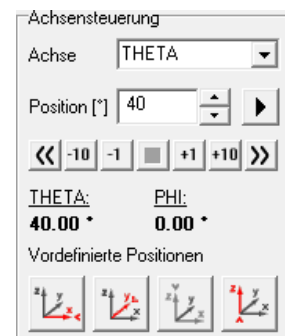 Achsensteuerung
Achse THETA
Position [°] 40
-10 -1 +1 +10
THETA: PHI:
40.00 ° 0.00 °
Vordefinierte Positionen
z y x z y x z y x z y x